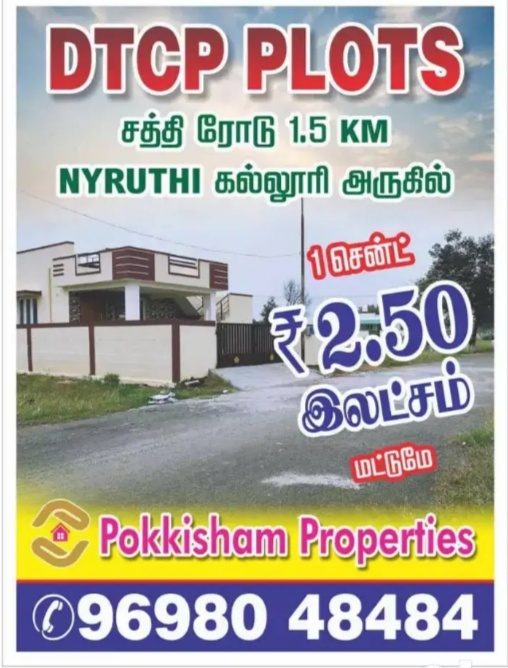 DTCP PLOTS
சத்தி ரோடு 1.5 KM
NYRUTHI கல்லூரி அருகில்
1 சென்ட்
₹ 2.50
இலட்சம்
மட்டுமே
Pokkisham Properties
96980 48484